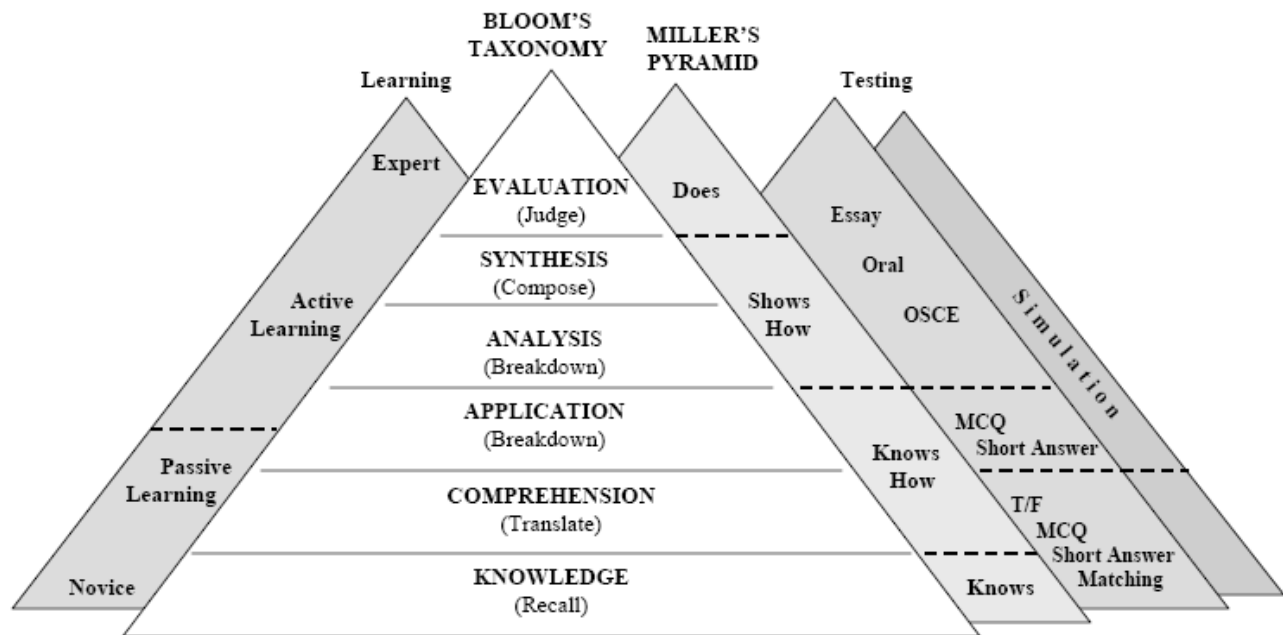 BLOOM'S
TAXONOMY
MILLER'S
PYRAMID
Learning
Testing
Expert
Active
Learning
Passive
Learning
Novice
EVALUATION
(Judge)
SYNTHESIS
(Compose)
ANALYSIS
(Breakdown)
APPLICATION
(Breakdown)
COMPREHENSION
(Translate)
KNOWLEDGE
(Recall)
Does
Shows
How
Knows
How
Knows
Essay
Oral
OSCE
MCQ
Short Answer
T/F
MCQ
Short Answer
Matching
Simulation